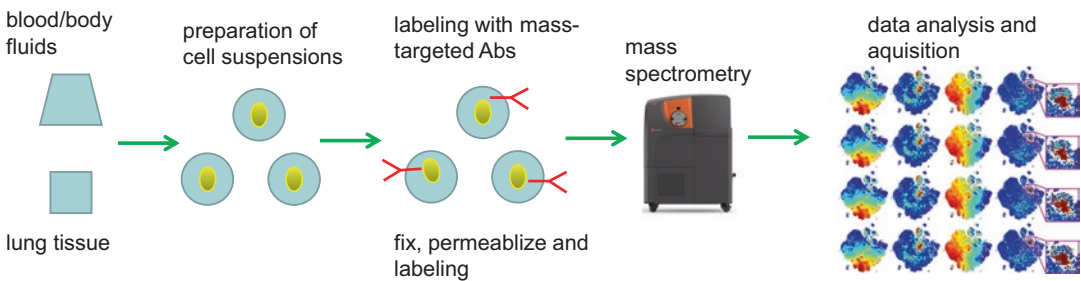 blood/body
fluids
lung tissue
preparation of
cell suspensions
labeling with mass-
targeted Abs
fix, permeablize and
labeling
mass
spectrometry
data analysis and
aquisition